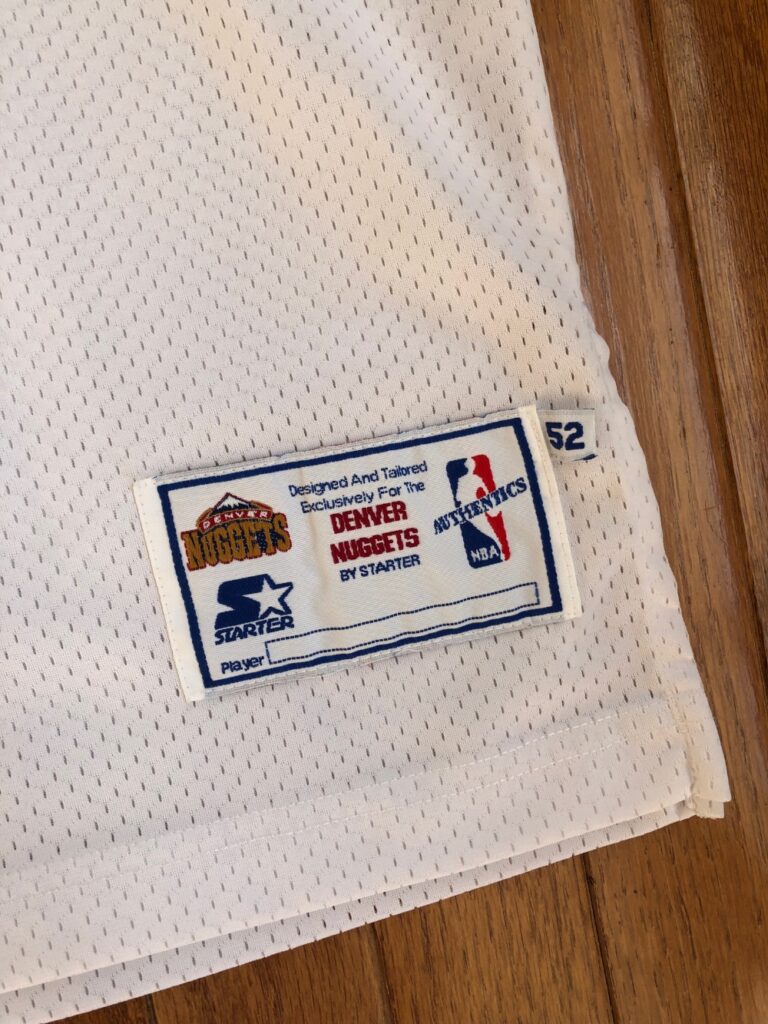 DENVER
NUGGETS
STARTER
Designed And Tailored
Exclusively For The
DENVER
NUGGETS
BY STARTER
AUTHENTICS
NBA
Player
52